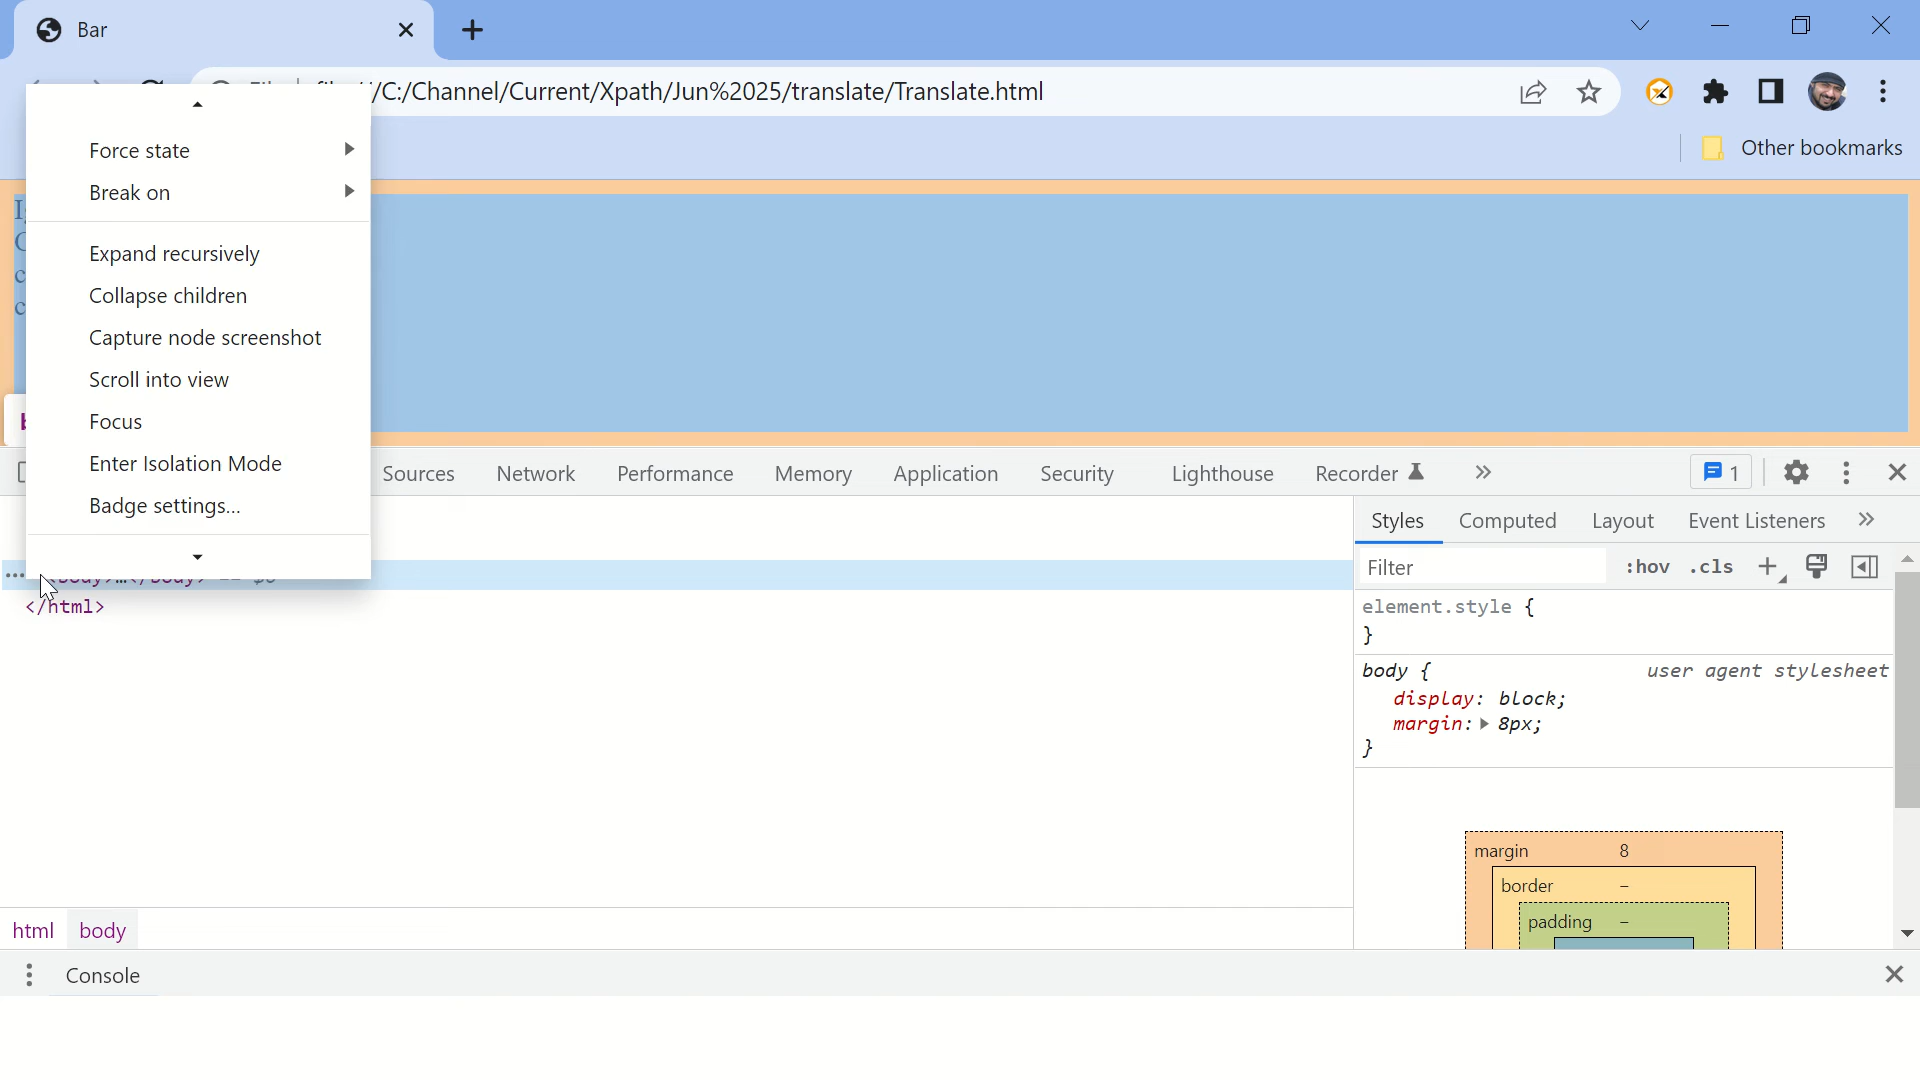 Bar
/C:/Channel/Current/Xpath/Jun%2025/translate/Translate.html
Other bookmarks
Force state
Break on
Expand recursively
Collapse children
Capture node screenshot
Scroll into view
Focus
Enter Isolation Mode
Badge settings...
Sources Network Performance Memory Application Security Lighthouse Recorder
1
</html>
html body
Styles Computed Layout Event Listeners
Filter :hov .cls
element.style {
}
body { user agent stylesheet
display: block;
margin: 8px;
}
margin 8
border –
padding –
Console